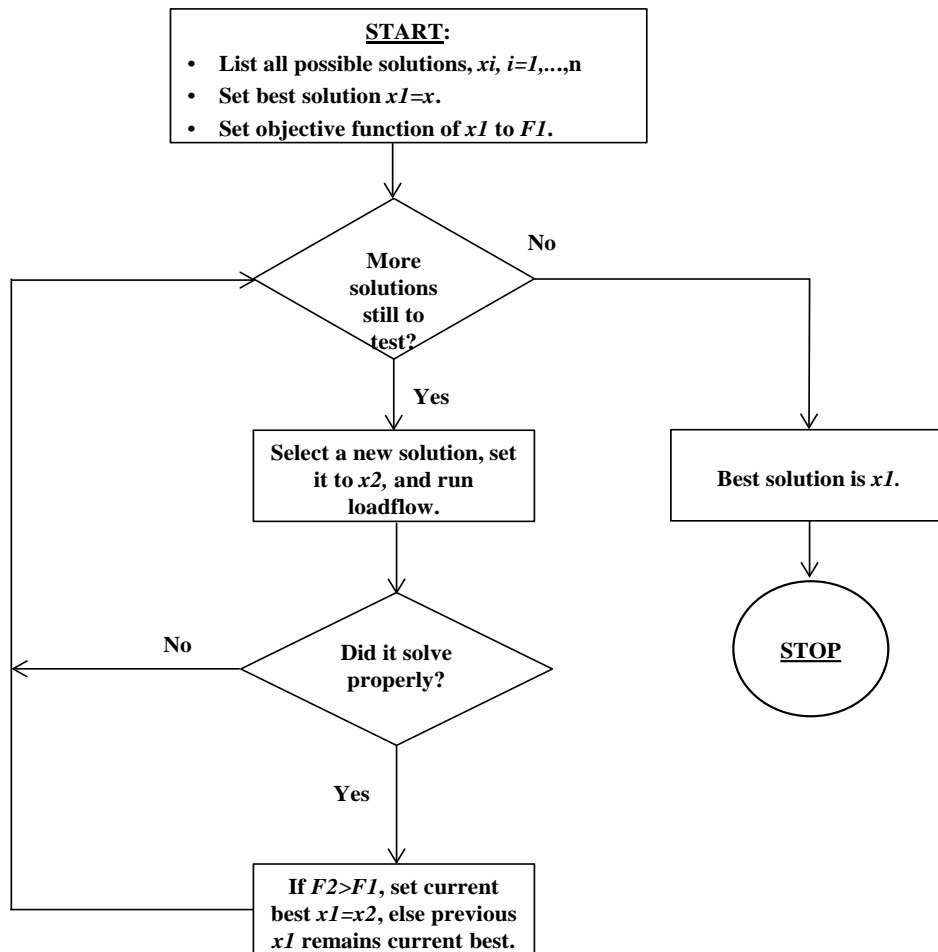 START:
• List all possible solutions, xi, i=1,...,n
• Set best solution x1=x.
• Set objective function of x1 to F1.
More
solutions
still to
test?
No
Yes
Select a new solution, set
it to x2, and run
loadflow.
Best solution is x1.
Did it solve
properly?
No
STOP
Yes
If F2>F1, set current
best x1=x2, else previous
x1 remains current best.